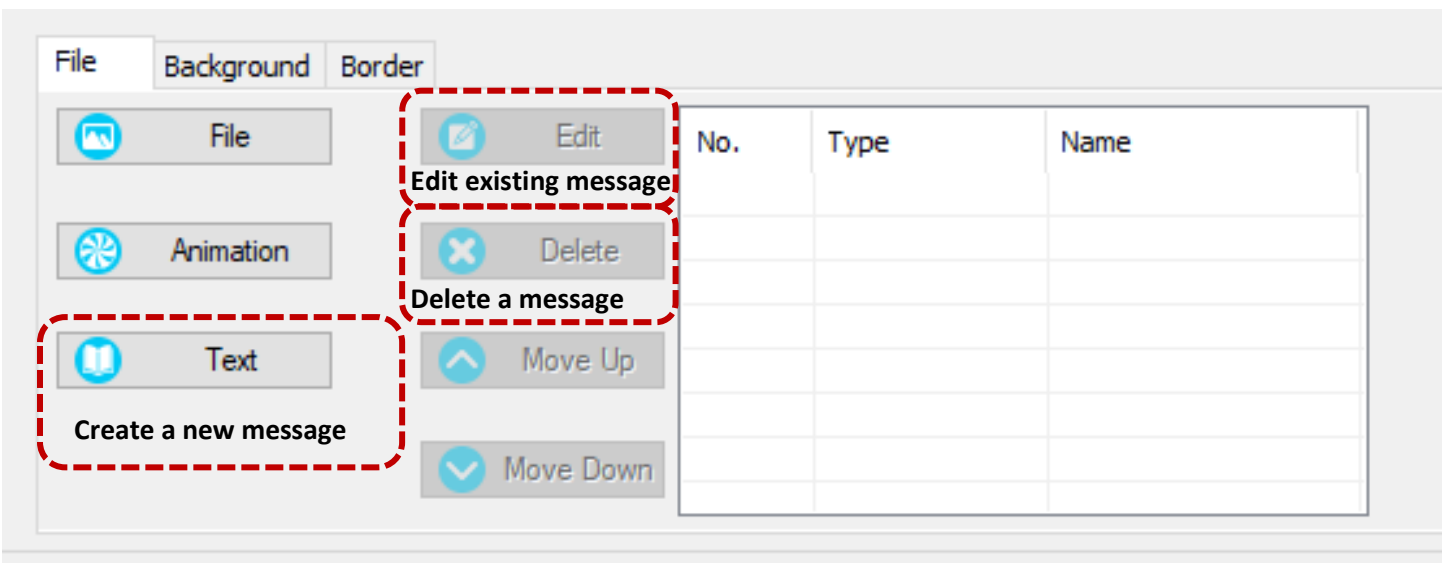 File Background Border
File
Edit
Edit existing message
No. Type Name
Animation
Delete
Delete a message
Text
Create a new message
Move Up
Move Down